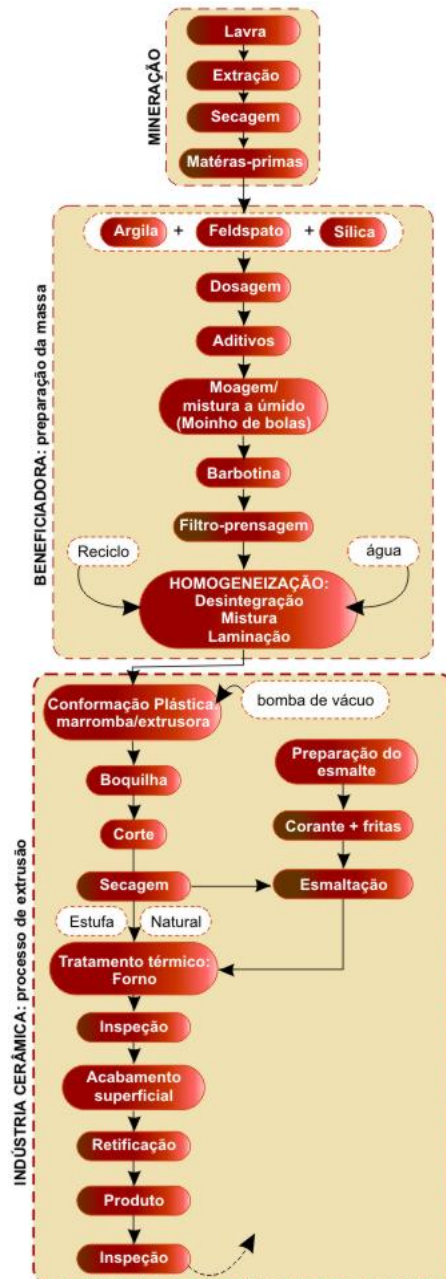 MINERAÇÃO
Lavra
Extração
Secagem
Matéras-primas
BENEFICIADORA: preparação da massa
Argila + Feldspato + Sílica
Dosagem
Aditivos
Moagem/
mistura a úmido
(Moinho de bolas)
Barbotina
Filtro-prensagem
Reciclo
água
HOMOGENEIZAÇÃO:
Desintegração
Mistura
Laminação
INDÚSTRIA CERÂMICA: processo de extrusão
Conformação Plástica:
marromba/extrusora
bomba de vácuo
Boquilha
Corte
Secagem
Preparação do
esmalte
Corante + fritas
Esmaltação
Estufa
Natural
Tratamento térmico:
Forno
Inspeção
Acabamento
superficial
Retificação
Produto
Inspeção